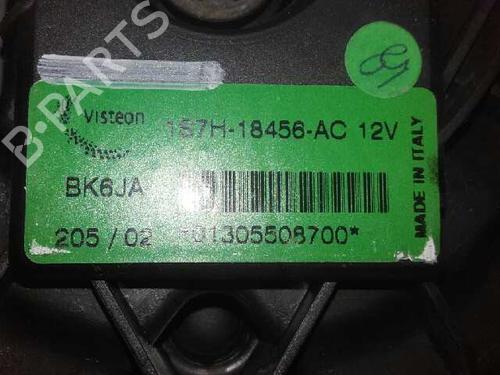 B-PARTS
Visteon
1S7H-18456-AC 12V
BK6JA
205 / 02 *01305508700*
MADE IN ITALY